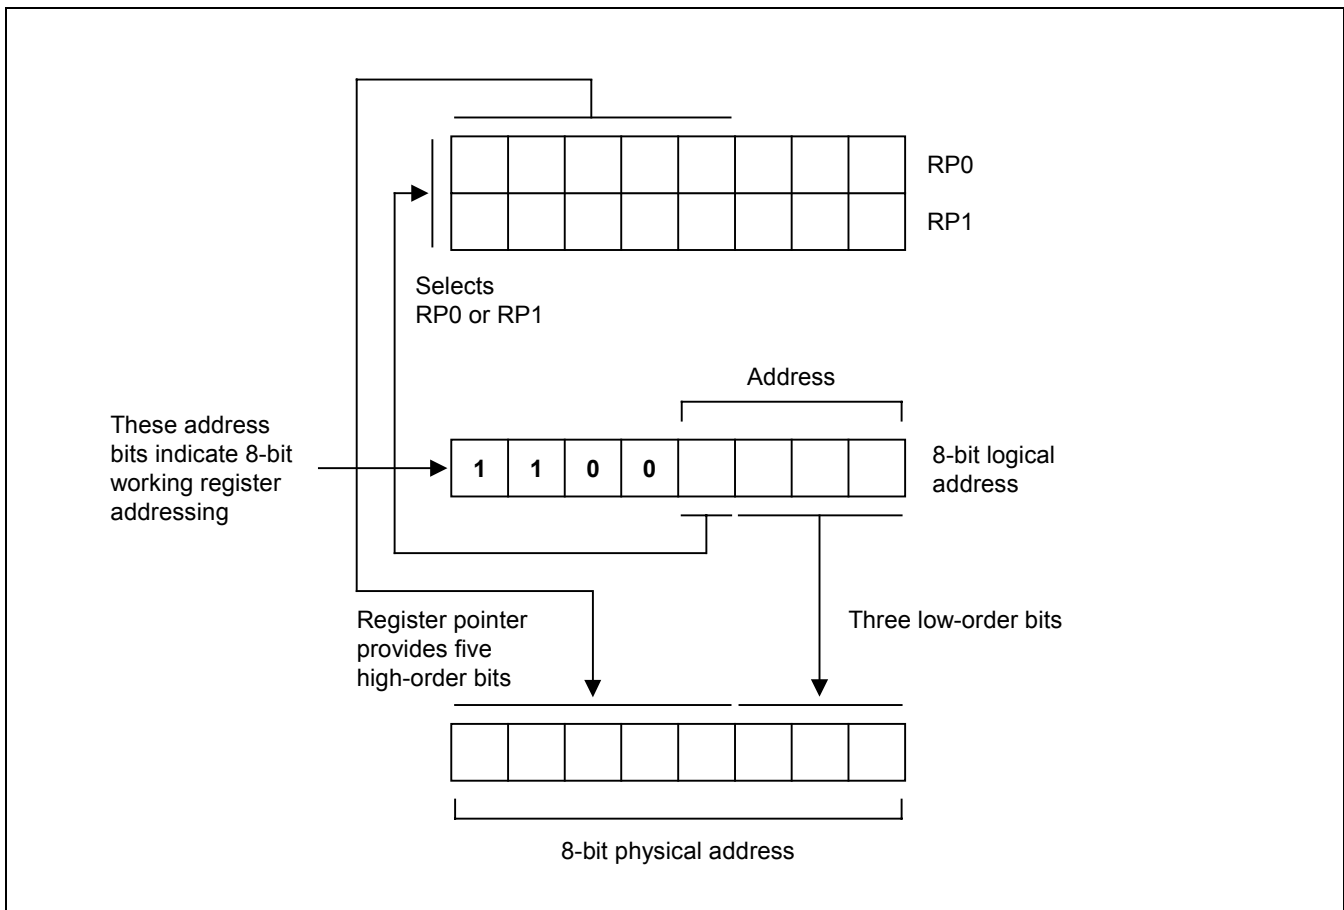 RP0
RP1
Selects
RP0 or RP1
Address
These address
bits indicate 8-bit
working register
addressing
1 1 0 0
8-bit logical
address
Register pointer
provides five
high-order bits
Three low-order bits
8-bit physical address